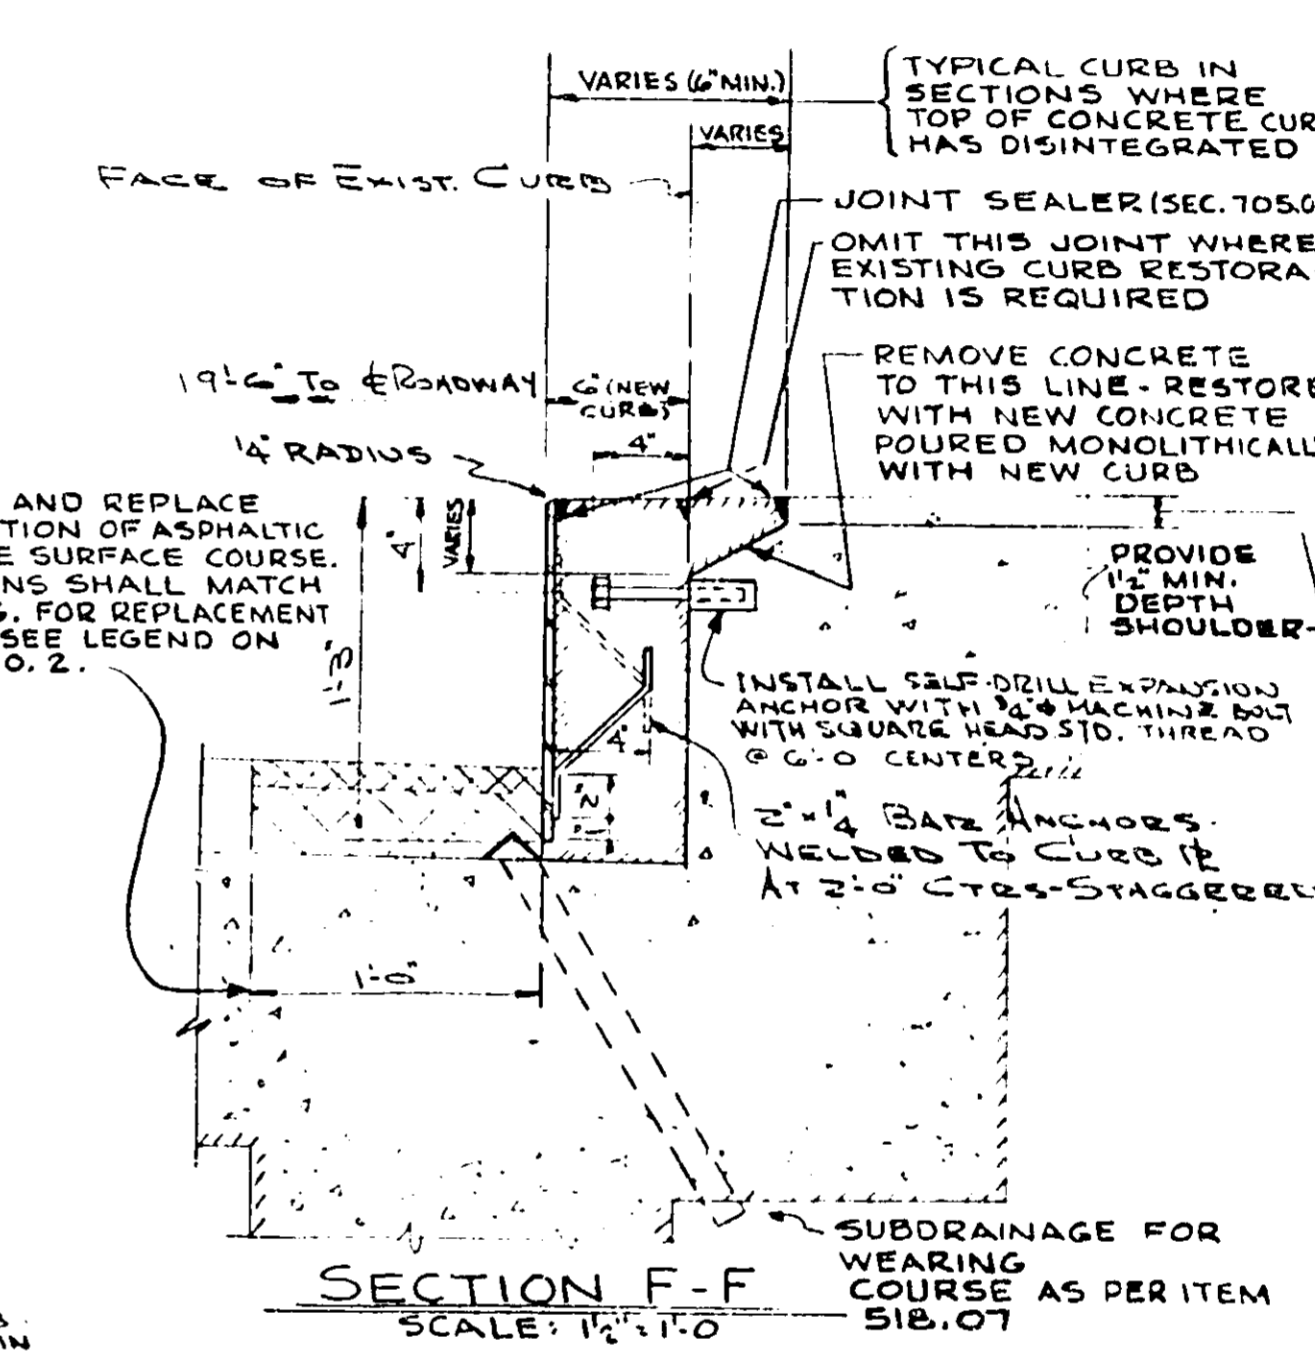 VARIES (6" MIN.)
TYPICAL CURB IN
SECTIONS WHERE
TOP OF CONCRETE CUR
HAS DISINTEGRATED
VARIES
FACE OF EXIST. CURB
JOINT SEALER (SEC. 705.0
OMIT THIS JOINT WHERE
EXISTING CURB RESTORA
TION IS REQUIRED
REMOVE CONCRETE
TO THIS LINE - RESTORE
WITH NEW CONCRETE
POURED MONOLITHICALL
WITH NEW CURB
19'-6" TO ℄ ROADWAY
6" (NEW
CURB)
4"
1/4" RADIUS
AND REPLACE
TION OF ASPHALTIC
E SURFACE COURSE.
NS SHALL MATCH
G. FOR REPLACEMENT
SEE LEGEND ON
O. 2.
4"
VARIES
1'-3"
PROVIDE
1½" MIN.
DEPTH
SHOULDER-
INSTALL SELF-DRILL EXPANSION
ANCHOR WITH 3/4"ϕ MACHINE BOLT
WITH SQUARE HEAD STD. THREAD
@ 6'-0 CENTERS
4"
2"
1"
2" x 1/4" BAR ANCHORS
WELDED TO CURB ℙL
AT 2'-0" CTRS-STAGGERED
1'-0"
SUBDRAINAGE FOR
WEARING
COURSE AS PER ITEM
518.07
SECTION F-F
SCALE: 1½" = 1'-0
IN